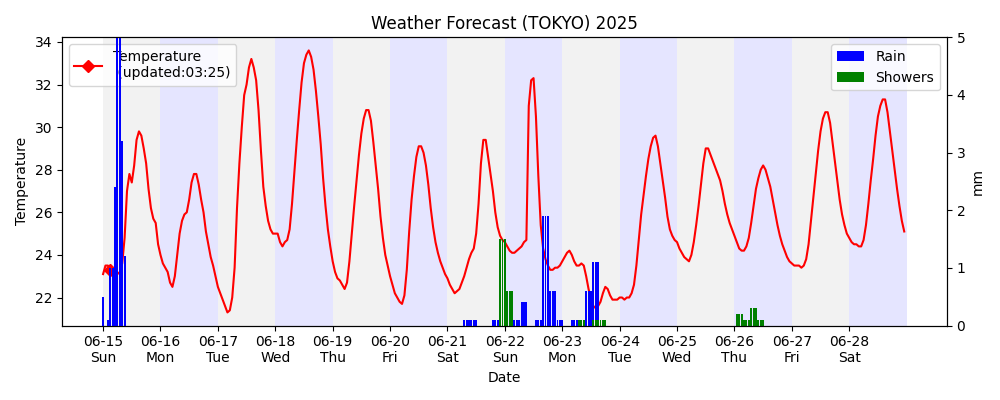 Weather Forecast (TOKYO) 2025
Temperature
(updated:03:25)
Rain
Showers
34
32
30
28
26
24
22
Temperature
5
4
3
2
1
0
mm
06-15 06-16 06-17 06-18 06-19 06-20 06-21 06-22 06-23 06-24 06-25 06-26 06-27 06-28
Sun Mon Tue Wed Thu Fri Sat Sun Mon Tue Wed Thu Fri Sat
Date